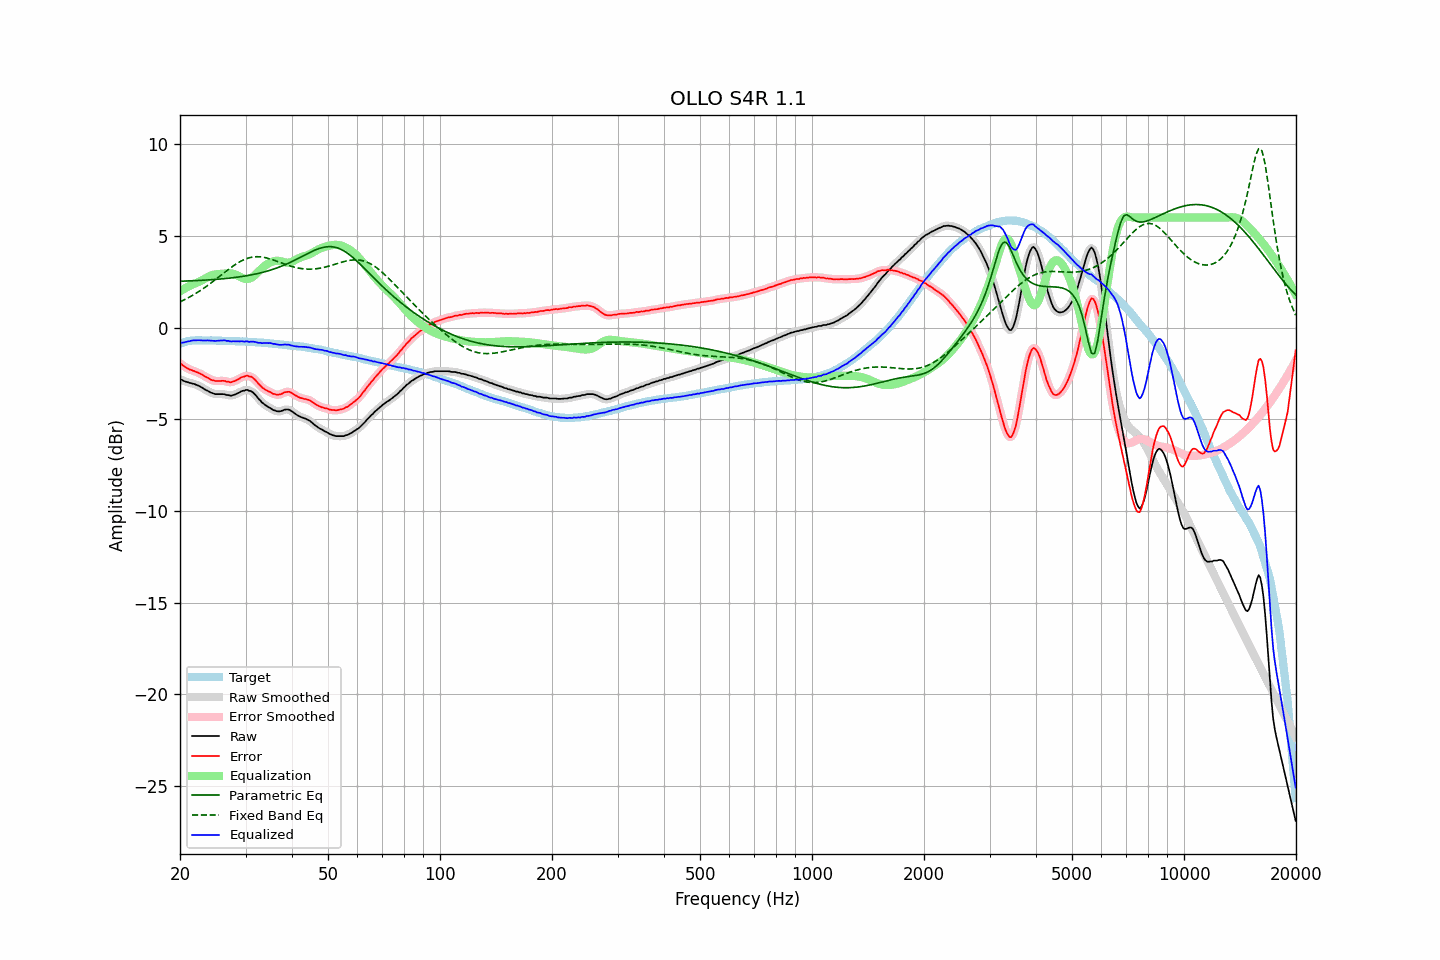 OLLO S4R 1.1
Amplitude (dBr)
10
5
0
−5
−10
−15
−20
−25
Target
Raw Smoothed
Error Smoothed
Raw
Error
Equalization
Parametric Eq
Fixed Band Eq
Equalized
20 50 100 200 500 1000 2000 5000 10000 20000
Frequency (Hz)